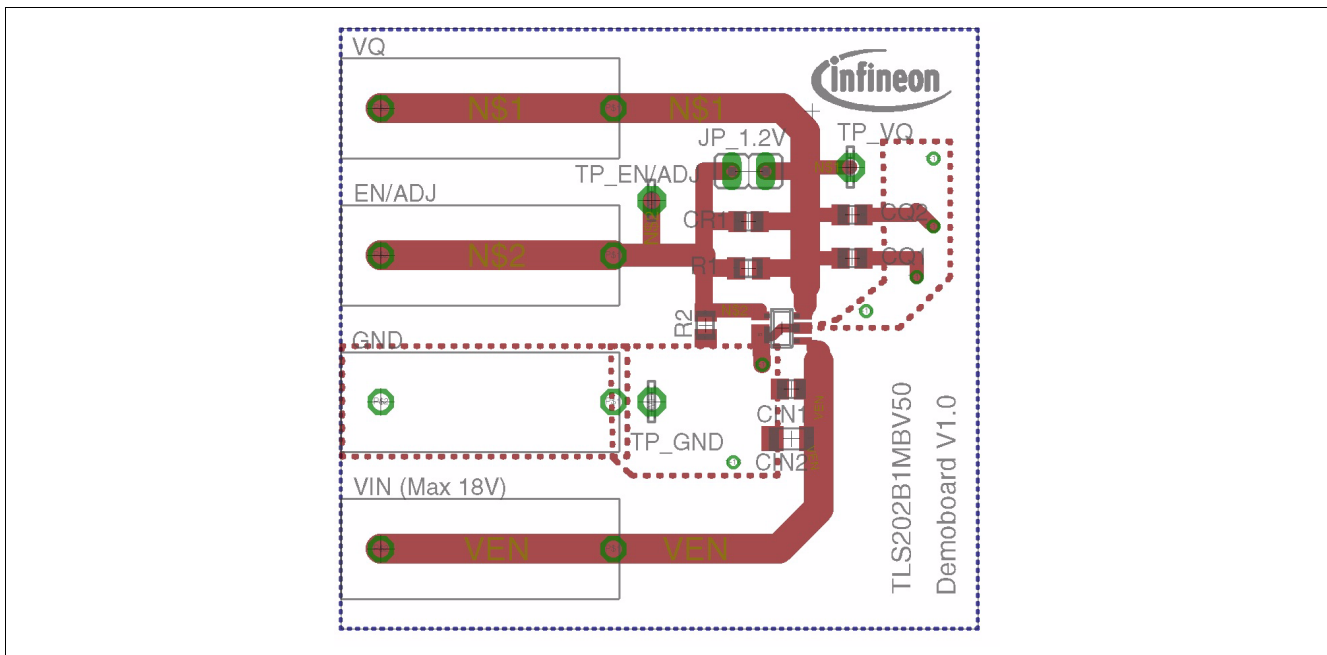 VQ
infineon
N$1 N$1
JP_1.2V
TP_VQ
TP_EN/ADJ
EN/ADJ
CR1
CQ2
N$2
R1
CQ1
R2
GND
TP_GND
CIN1
CIN2
VIN (Max 18V)
VEN VEN
TLS202B1MBV50
Demoboard V1.0